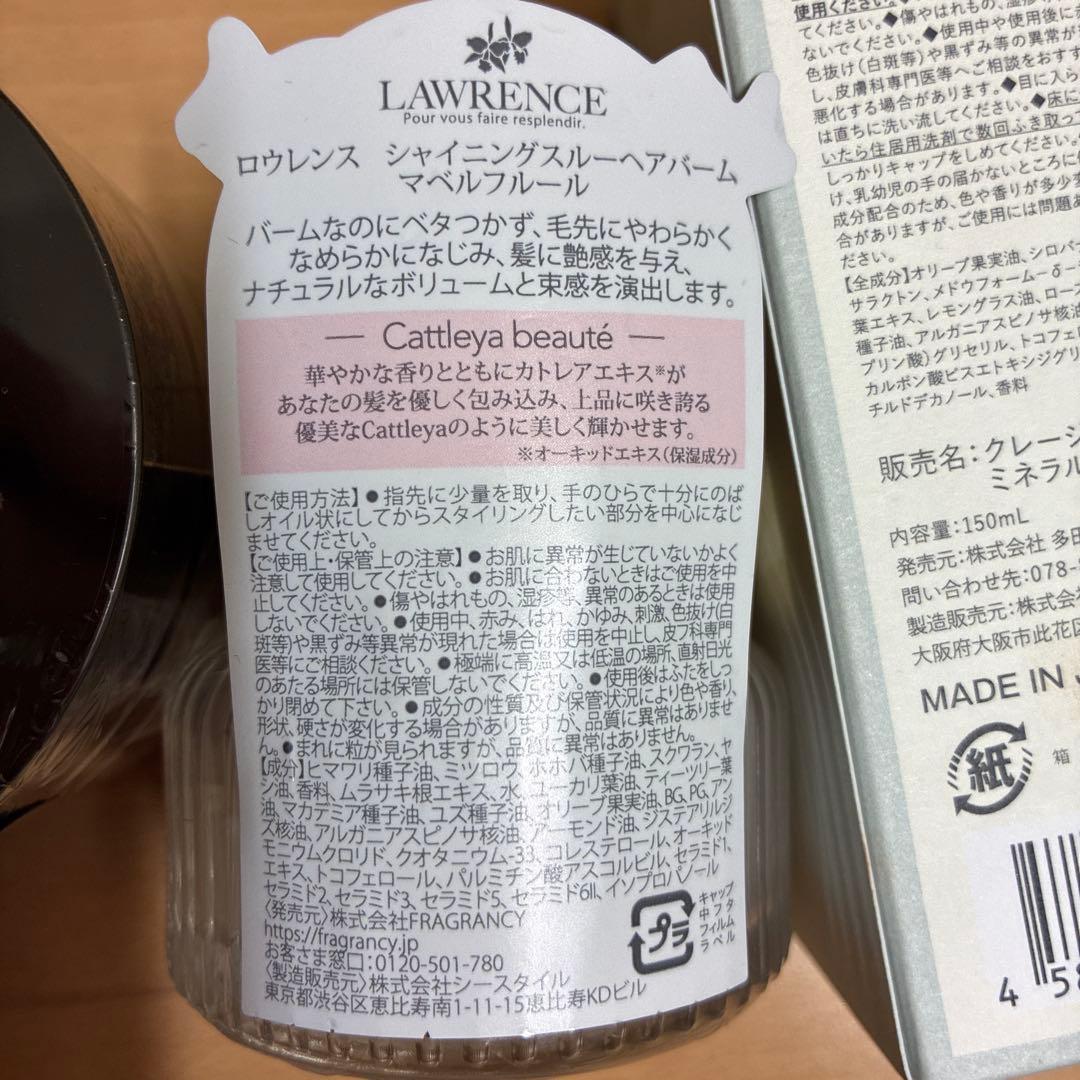 LAWRENCE
Pour vous faire resplendir.
ロウレンス シャイニングスルーヘアバーム
マベルフルール
バームなのにベタつかず、毛先にやわらかく
なめらかになじみ、髪に艶感を与え、
ナチュラルなボリュームと束感を演出します。
Cattleya beauté
華やかな香りとともにカトレアエキス※が
あなたの髪を優しく包み込み、上品に咲き誇る
優美なCattleyaのように美しく輝かせます。
※オーキッドエキス(保湿成分)
【ご使用方法】●指先に少量を取り、手のひらで十分にのば
しオイル状にしてからスタイリングしたい部分を中心になじ
ませてください。
【ご使用上・保管上の注意】●お肌に異常が生じていないかよく
注意して使用してください。●お肌に合わないときはご使用を中
止してください。●傷やはれもの、湿疹等、異常のあるときは使用
しないでください。●使用中、赤み、はれ、かゆみ、刺激、色抜け(白
斑等)や黒ずみ等異常が現れた場合は使用を中止し、皮フ科専門
医等にご相談ください。●極端に高温又は低温の場所、直射日光
のあたる場所には保管しないでください。●使用後はふたをしっ
かり閉めて下さい。●成分の性質及び保管状況により色や香り、
形状、硬さが変化する場合がありますが、品質に異常はありませ
ん。●まれに粒が見られますが、品質に異常はありません。
【成分】ヒマワリ種子油、ミツロウ、ホホバ種子油、スクワラン、ヤ
シ油、香料、ムラサキ根エキス、水、ユーカリ葉油、ティーツリー葉
油、マカデミア種子油、ユズ種子油、オリーブ果実油、BG、PG、アン
ズ核油、アルガニアスピノサ核油、アーモンド油、ジステアリルジ
モニウムクロリド、クオタニウム-33、コレステロール、オーキッド
エキス、トコフェロール、パルミチン酸アスコルビル、セラミド1、
セラミド2、セラミド3、セラミド5、セラミド6II、イソプロパノール
〈発売元〉株式会社FRAGRANCY
https://fragrancy.jp
お客さま窓口:0120-501-780
〈製造販売元〉株式会社シースタイル
東京都渋谷区恵比寿南1-11-15恵比寿KDビル
プラ
キャップ
中フタ
フィルム
ラベル
使用ください。
てください。◆傷やはれもの、湿疹
ないでください。◆使用中や使用後に
色抜け(白斑等)や黒ずみ等の異常が
し、皮膚科専門医等へご相談をおすす
悪化する場合があります。◆目に入ら
は直ちに洗い流してください。◆床に
いたら住居用洗剤で数回ふき取って
しっかりキャップをしめてください。
け、乳幼児の手の届かないところに
成分配合のため、色や香りが多少変
合がありますが、ご使用には問題あ
ださい。
【全成分】オリーブ果実油、シロバー
サラクトン、メドウフォーム-δ-
葉エキス、レモングラス油、ローズ
種子油、アルガニアスピノサ核油
プリン酸)グリセリル、トコフェ
カルボン酸ビスエトキシジグリ
チルドデカノール、香料
販売名:クレージ
ミネラル
内容量:150mL
発売元:株式会社 多田
問い合わせ先:078-
製造販売元:株式会社
大阪府大阪市此花区
MADE IN
紙
箱
4 58